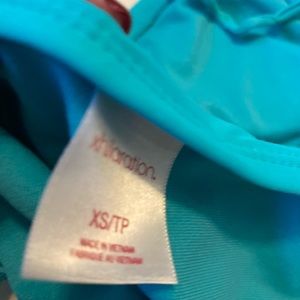 xhilaration.
XS/TP
MADE IN VIETNAM
FABRIQUÉ AU VIETNAM